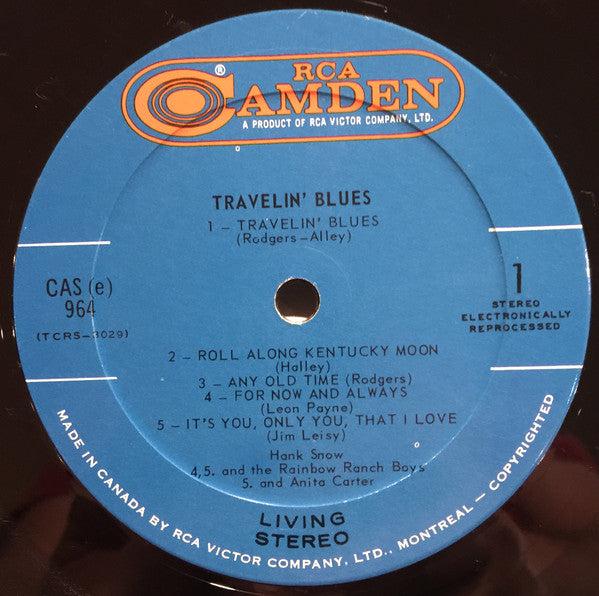 RCA
CAMDEN
®
A PRODUCT OF RCA VICTOR COMPANY, LTD.
TRAVELIN' BLUES
1 – TRAVELIN' BLUES
(Rodgers–Alley)
CAS (e)
964
(TCRS–3029)
1
STEREO
ELECTRONICALLY
REPROCESSED
2 – ROLL ALONG KENTUCKY MOON
(Halley)
3 – ANY OLD TIME (Rodgers)
4 – FOR NOW AND ALWAYS
(Leon Payne)
5 – IT'S YOU, ONLY YOU, THAT I LOVE
(Jim Leisy)
Hank Snow
4,5. and the Rainbow Ranch Boys
5. and Anita Carter
LIVING
STEREO
MADE IN CANADA BY RCA VICTOR COMPANY, LTD., MONTREAL – COPYRIGHTED